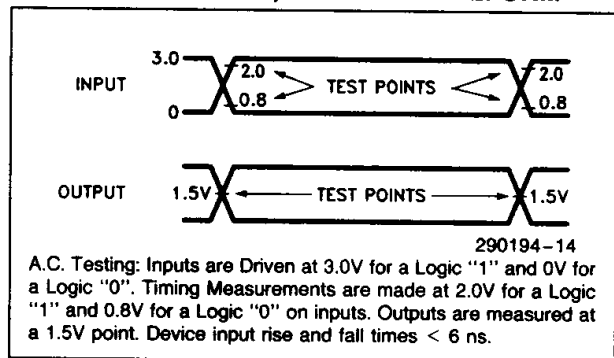 3.0
2.0
2.0
INPUT
TEST POINTS
0.8
0.8
0
OUTPUT
1.5V
TEST POINTS
1.5V
290194–14
A.C. Testing: Inputs are Driven at 3.0V for a Logic "1" and 0V for
a Logic "0". Timing Measurements are made at 2.0V for a Logic
"1" and 0.8V for a Logic "0" on inputs. Outputs are measured at
a 1.5V point. Device input rise and fall times < 6 ns.